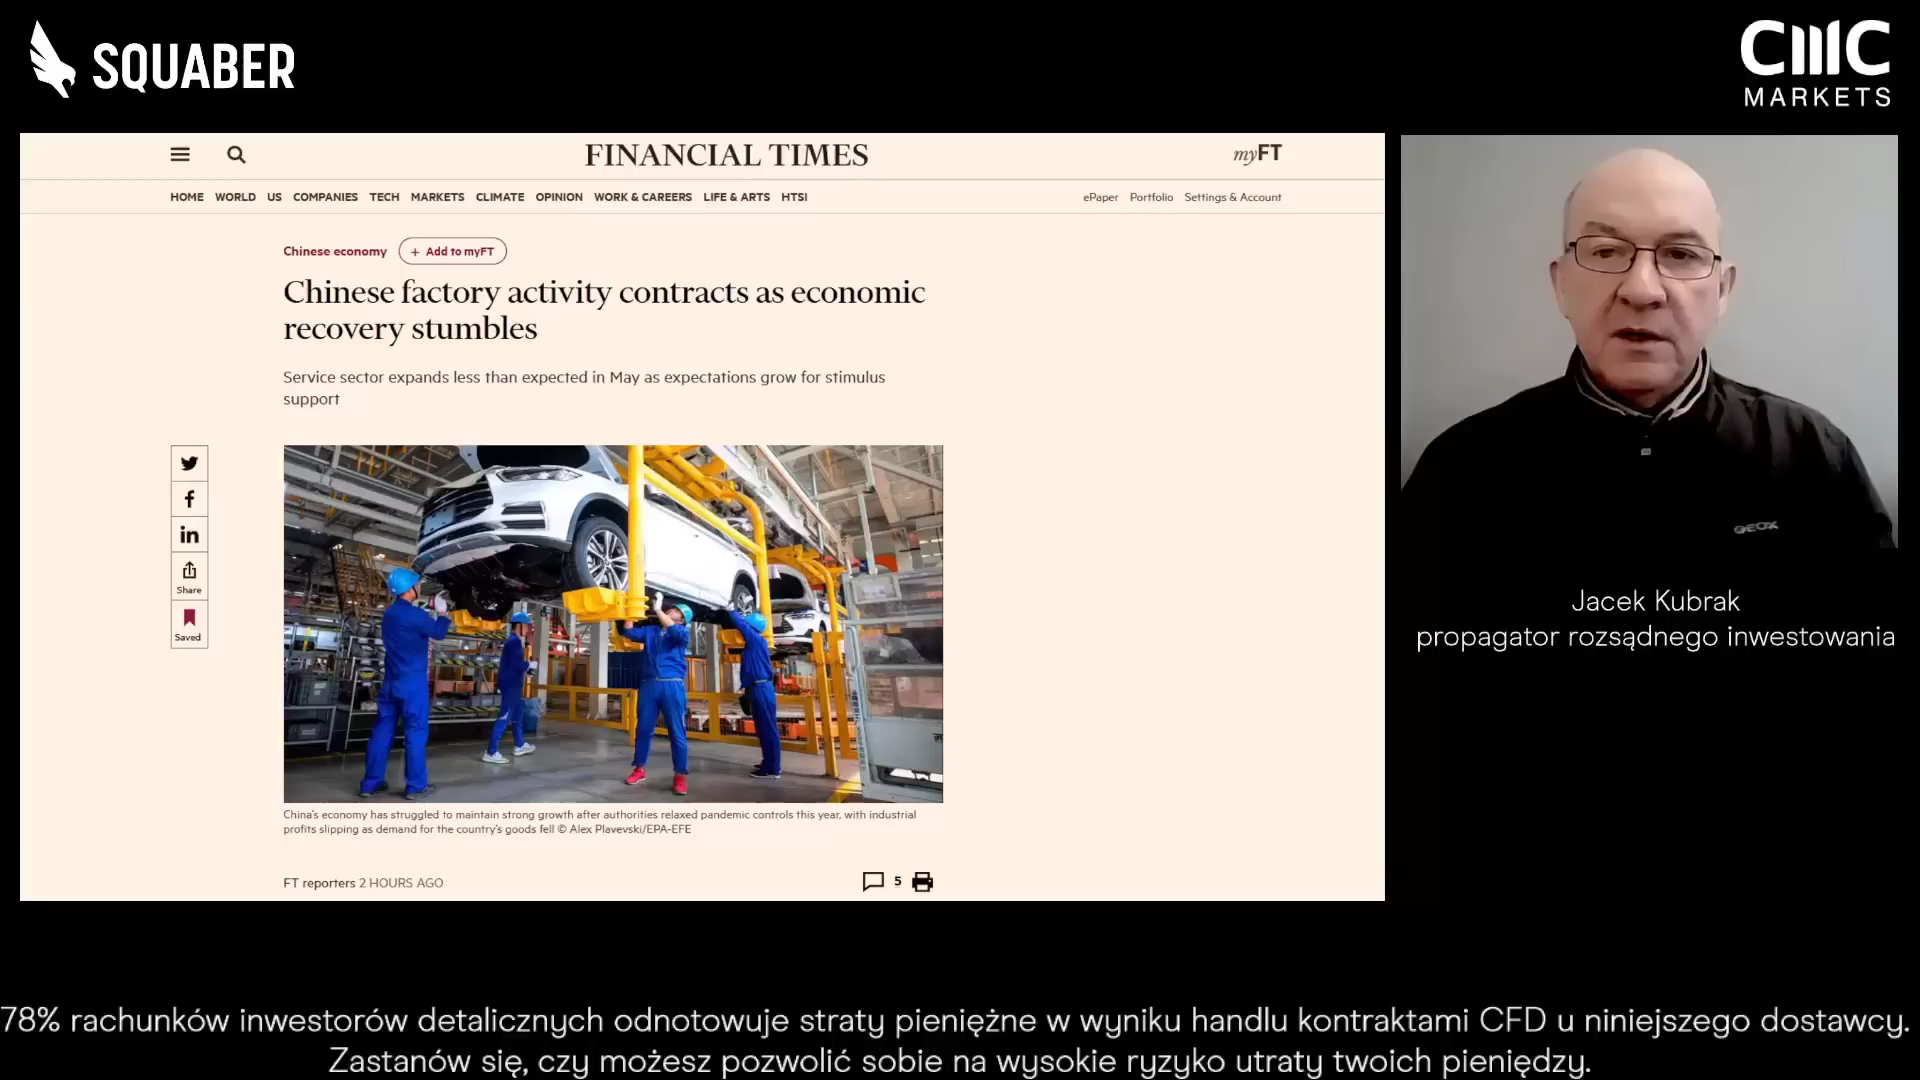 SQUABER
CMC
MARKETS
FINANCIAL TIMES
myFT
HOME WORLD US COMPANIES TECH MARKETS CLIMATE OPINION WORK & CAREERS LIFE & ARTS HTSI
ePaper Portfolio Settings & Account
Chinese economy
+ Add to myFT
Chinese factory activity contracts as economic
recovery stumbles
Service sector expands less than expected in May as expectations grow for stimulus
support
Share
Saved
China's economy has struggled to maintain strong growth after authorities relaxed pandemic controls this year, with industrial
profits slipping as demand for the country's goods fell © Alex Plavevski/EPA-EFE
FT reporters 2 HOURS AGO
5
GEOX
Jacek Kubrak
propagator rozsądnego inwestowania
78% rachunków inwestorów detalicznych odnotowuje straty pieniężne w wyniku handlu kontraktami CFD u niniejszego dostawcy.
Zastanów się, czy możesz pozwolić sobie na wysokie ryzyko utraty twoich pieniędzy.